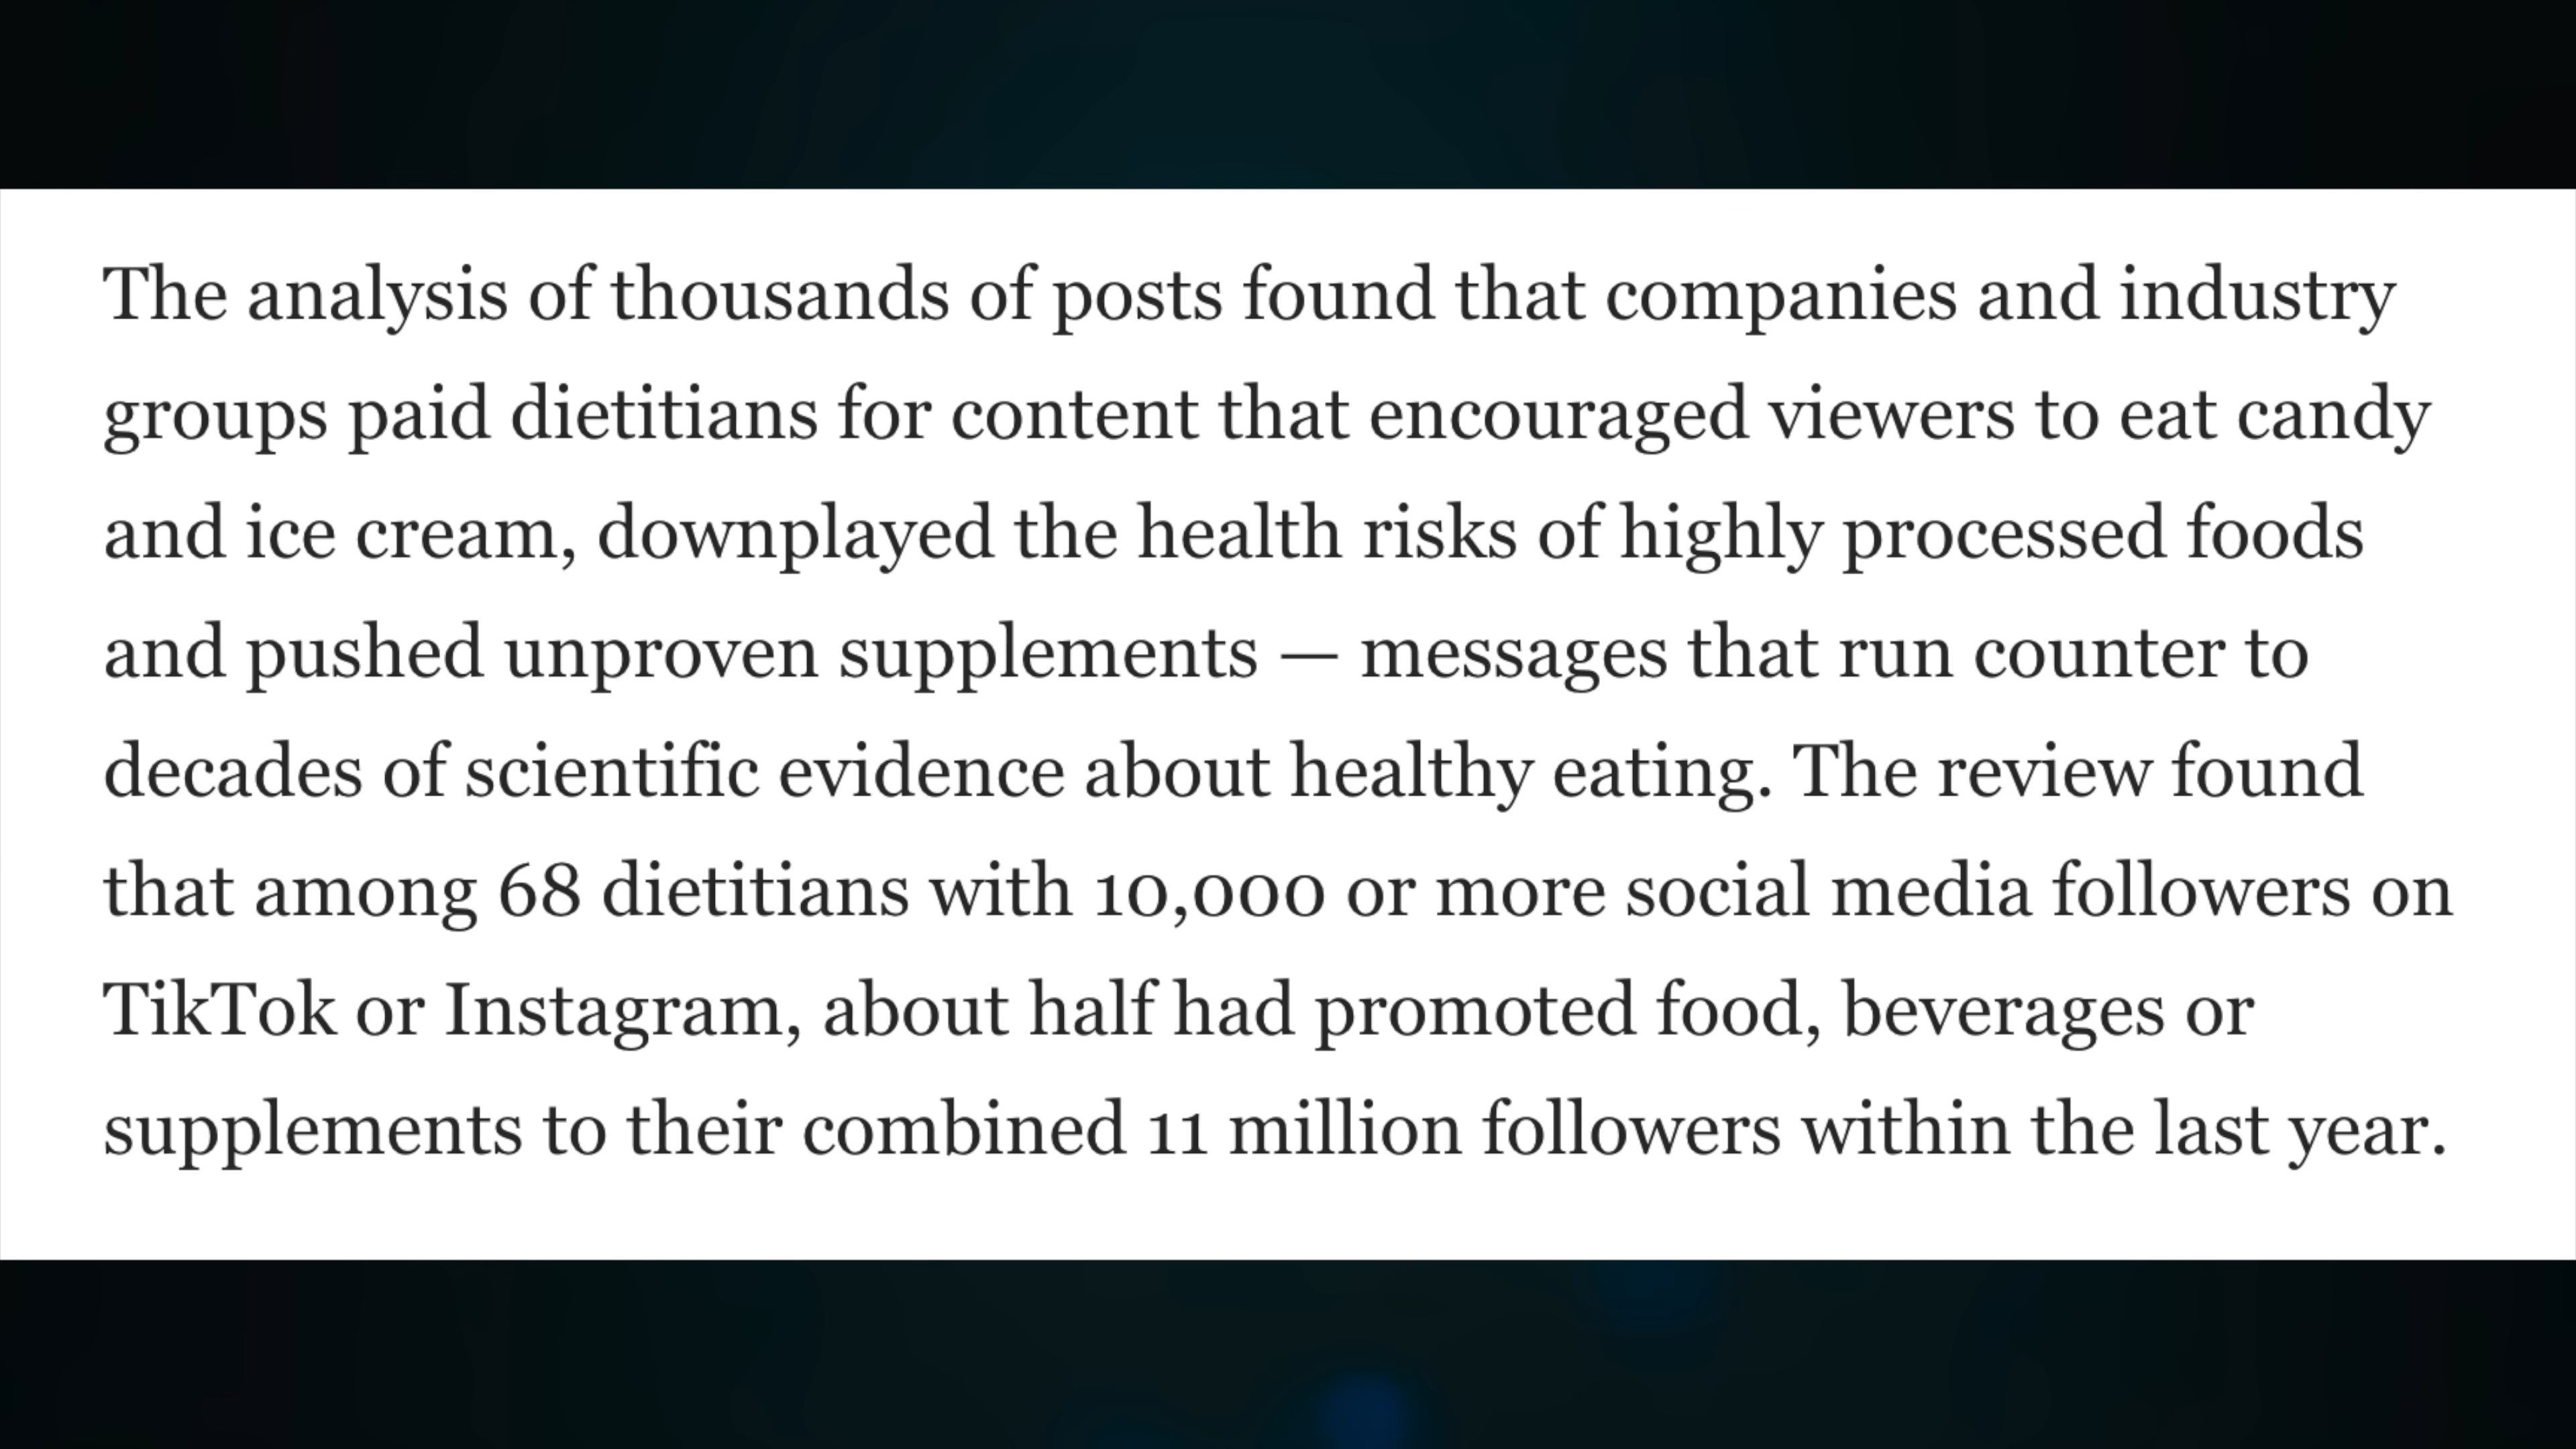 The analysis of thousands of posts found that companies and industry
groups paid dietitians for content that encouraged viewers to eat candy
and ice cream, downplayed the health risks of highly processed foods
and pushed unproven supplements — messages that run counter to
decades of scientific evidence about healthy eating. The review found
that among 68 dietitians with 10,000 or more social media followers on
TikTok or Instagram, about half had promoted food, beverages or
supplements to their combined 11 million followers within the last year.